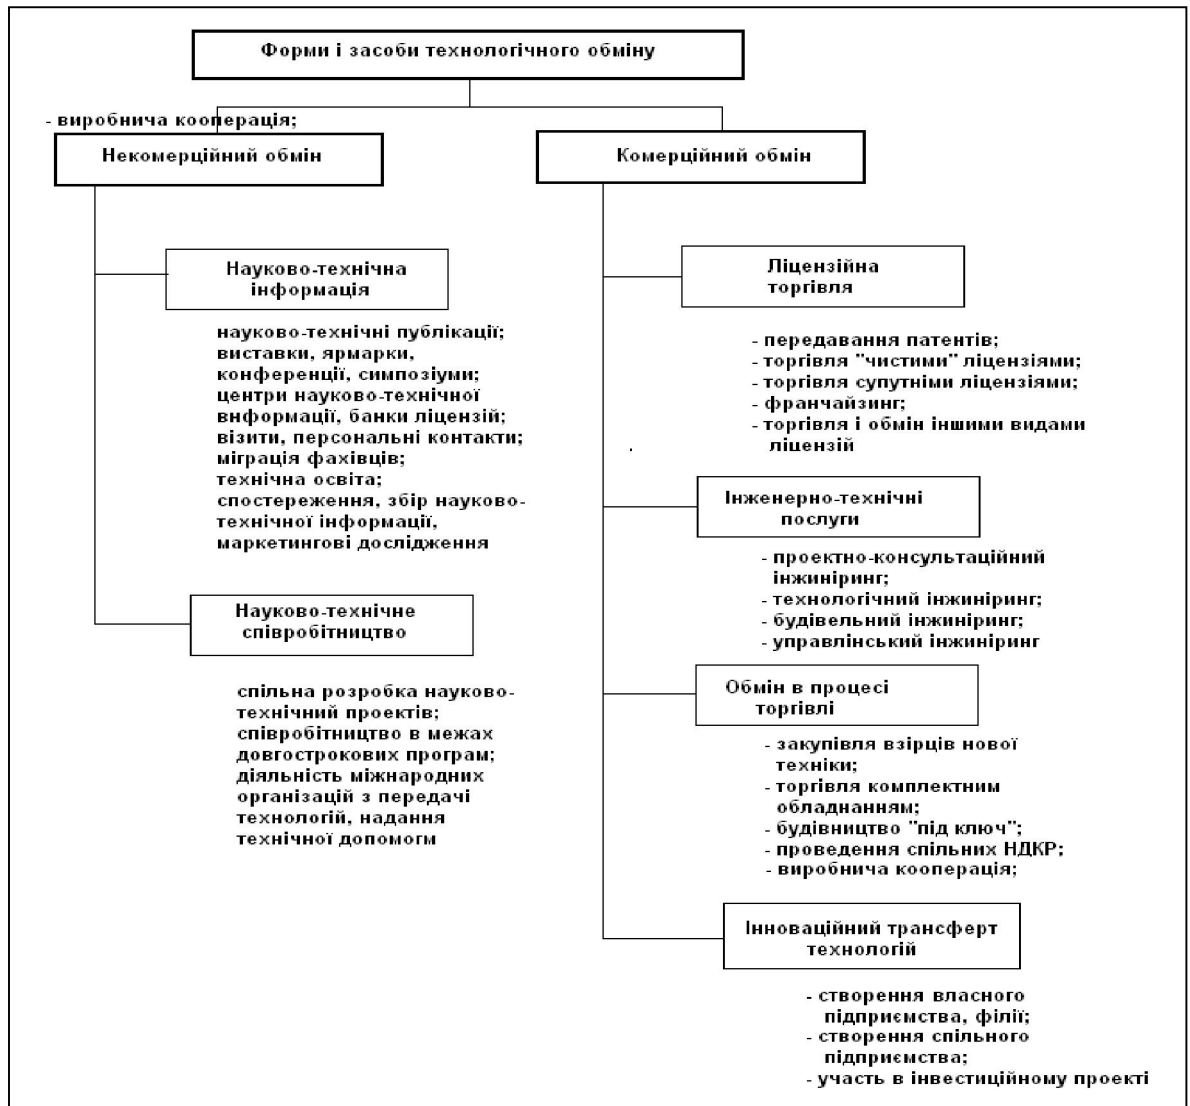 Форми і засоби технологічного обміну
- виробнича кооперація;
Некомерційний обмін
Науково-технічна
інформація
науково-технічні публікації;
виставки, ярмарки,
конференції, симпозіуми;
центри науково-технічної
внформації, банки ліцензій;
візити, персональні контакти;
міграція фахівців;
технічна освіта;
спостереження, збір науково-
технічної інформації,
маркетингові дослідження
Науково-технічне
співробітництво
спільна розробка науково-
технічний проектів;
співробітництво в межах
довгострокових програм;
діяльність міжнародних
організацій з передачі
технологій, надання
технічної допомогм
Комерційний обмін
Ліцензійна
торгівля
- передавання патентів;
- торгівля "чистими" ліцензіями;
- торгівля супутніми ліцензіями;
- франчайзинг;
- торгівля і обмін іншими видами
ліцензій
Інженерно-технічні
послуги
- проектно-консультаційний
інжиніринг;
- технологічний інжиніринг;
- будівельний інжиніринг;
- управлінський інжиніринг
Обмін в процесі
торгівлі
- закупівля взірців нової
техніки;
- торгівля комплектним
обладнанням;
- будівництво "під ключ";
- проведення спільних НДКР;
- виробнича кооперація;
Інноваційний трансферт
технологій
- створення власного
підприємства, філії;
- створення спільного
підприємства;
- участь в інвестиційному проекті